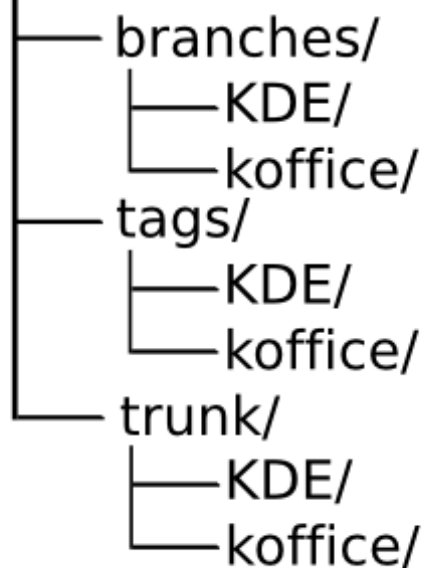 branches/
KDE/
koffice/
tags/
KDE/
koffice/
trunk/
KDE/
koffice/